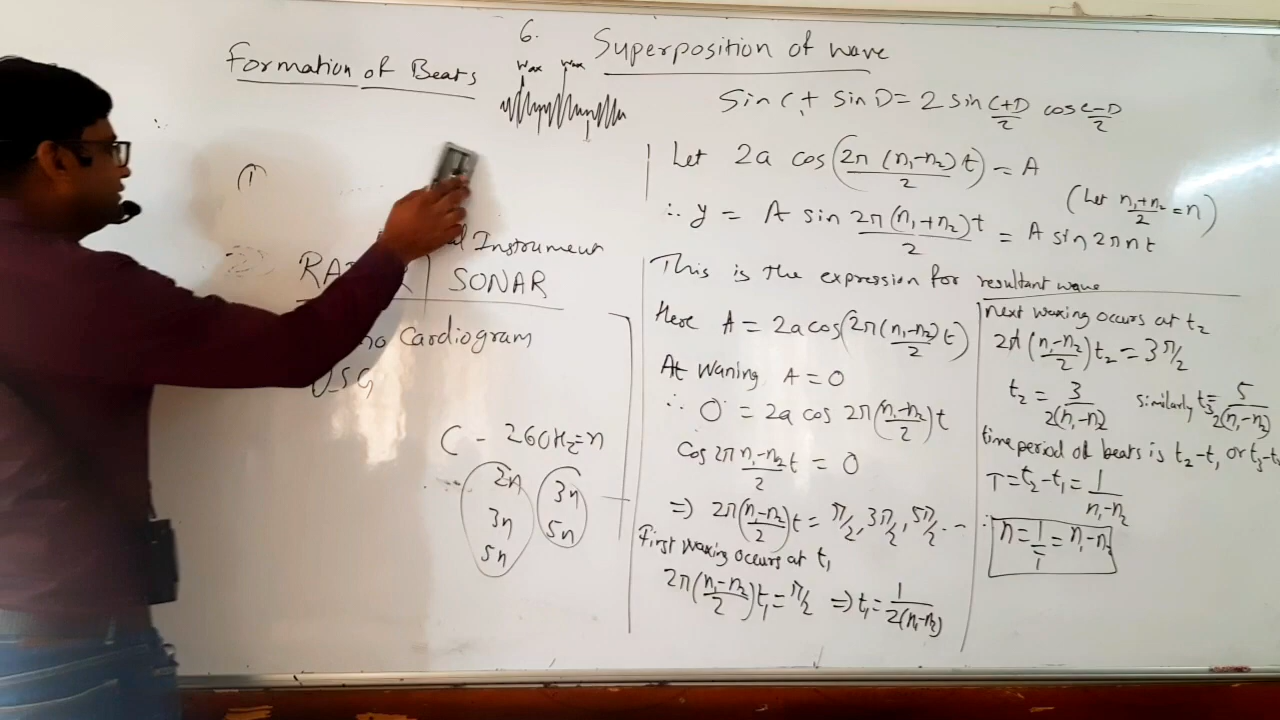 6.
Superposition of wave
Formation of Beats
Wax Wax
Sin C + Sin D = 2 sin C+D/2 cos C-D/2
Let 2a cos(2π (n₁-n₂)/2 t) = A
∴ y = A sin 2π(n₁+n₂)t/2 = A sin 2πnt
(Let n₁+n₂/2 = n)
This is the expression for resultant wave
Here A = 2a cos(2π(n₁-n₂)/2 t)
At Waning A = 0
∴ 0 = 2a cos 2π(n₁-n₂/2)t
Cos 2π n₁-n₂/2 t = 0
⇒ 2π(n₁-n₂/2)t = π/2, 3π/2, 5π/2 ---
First waxing occurs at t₁
2π(n₁-n₂/2)t₁ = π/2 ⇒ t₁ = 1/2(n₁-n₂)
next waxing occurs at t₂
2π(n₁-n₂/2)t₂ = 3π/2
t₂ = 3/2(n₁-n₂) similarly t₃ = 5/2(n₁-n₂)
time period of beats is t₂-t₁ or t₃-t
T = t₂-t₁ = 1/n₁-n₂
∴ n = 1/T = n₁-n₂
Instrument
SONAR
Cardiogram
USG
C - 260Hz = n
2n
3n
5n
3n
5n